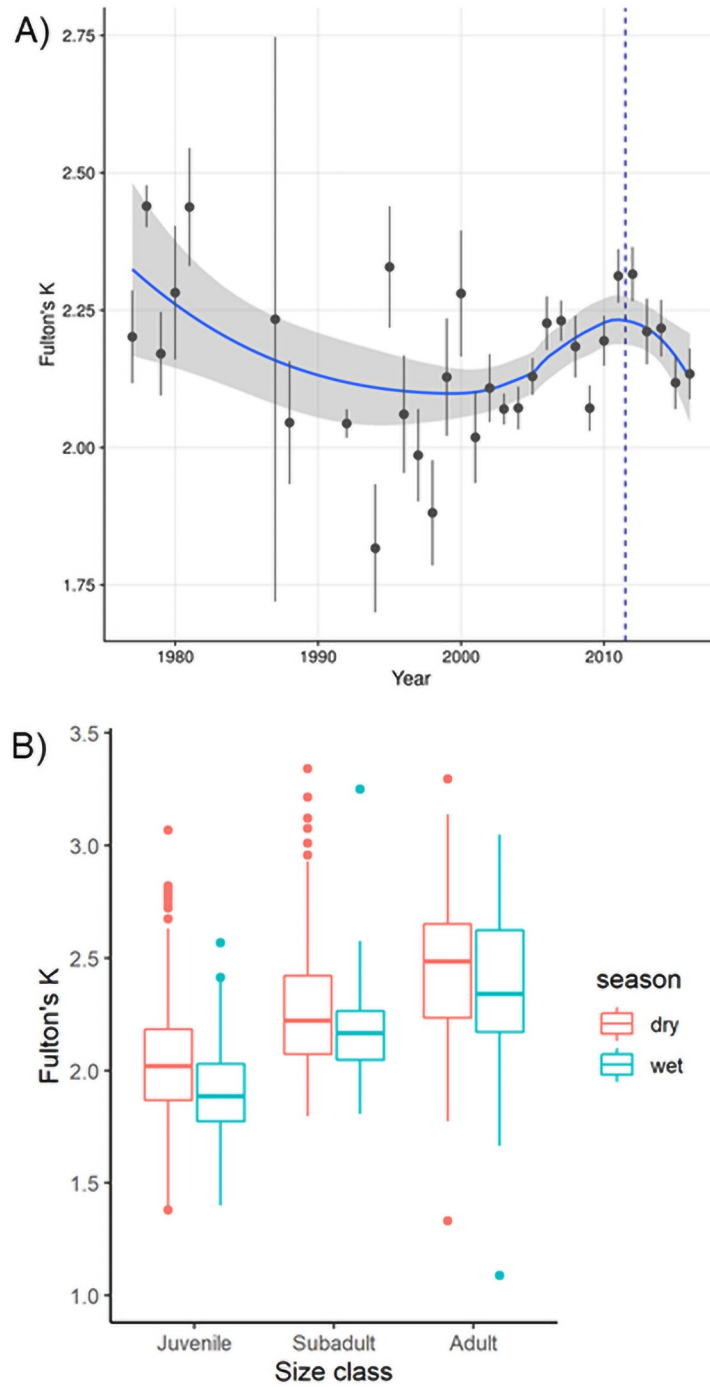 A)
2.75
2.50
2.25
2.00
1.75
Fulton's K
1980 1990 2000 2010
Year
B)
3.5
3.0
2.5
2.0
1.5
1.0
Fulton's K
Juvenile Subadult Adult
Size class
season
dry
wet